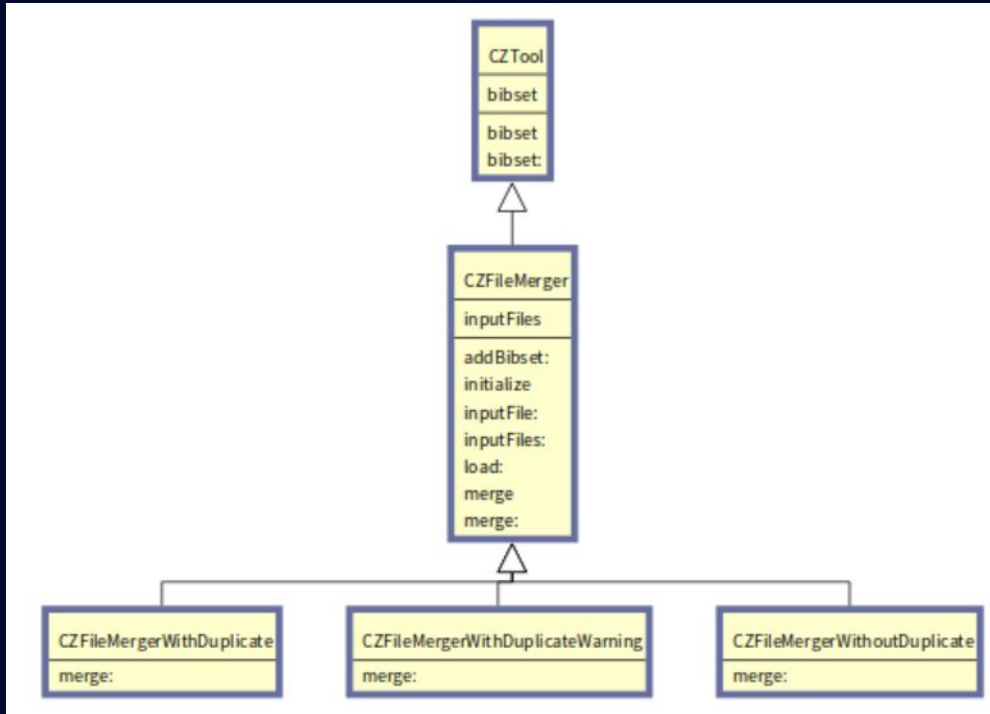 CZTool
bibset
bibset
bibset:
CZFileMerger
inputFiles
addBibset:
initialize
inputFile:
inputFiles:
load:
merge
merge:
CZFileMergerWithDuplicate
merge:
CZFileMergerWithDuplicateWarning
merge:
CZFileMergerWithoutDuplicate
merge: